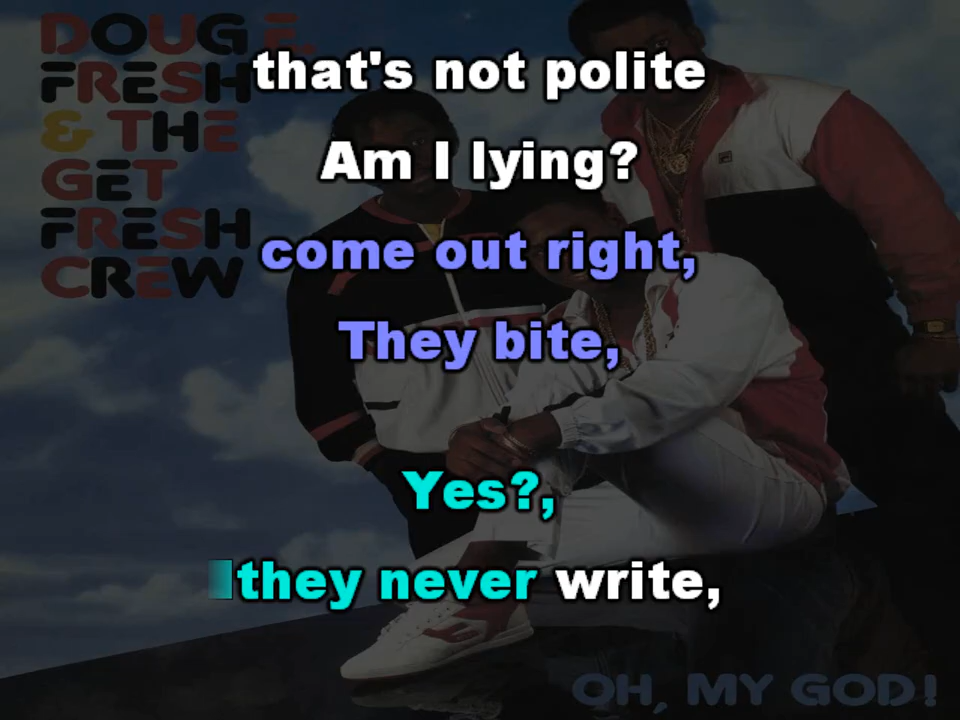 DOUG E.
FRESH
& THE
GET
FRESH
CREW
that's not polite
Am I lying?
come out right,
They bite,
Yes?,
they never write,
OH, MY GOD!